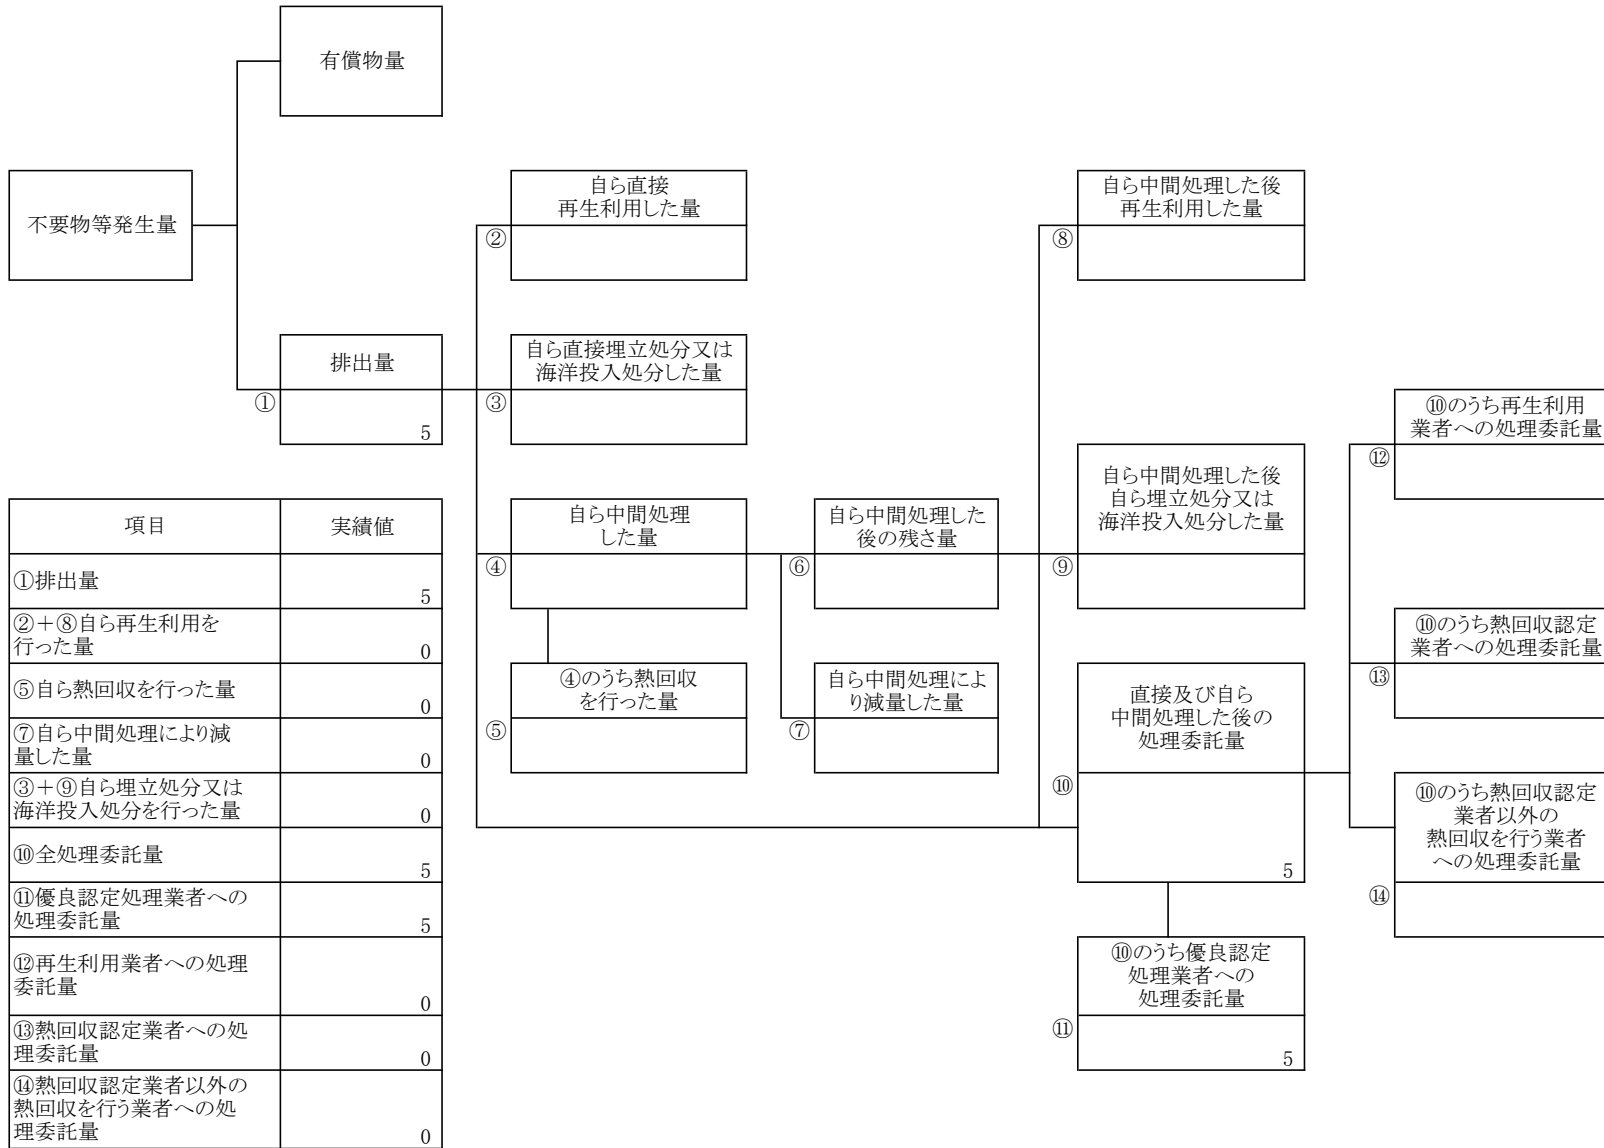 有償物量
不要物等発生量
自ら直接
再生利用した量
②
自ら中間処理した後
再生利用した量
⑧
排出量
①
5
自ら直接埋立処分又は
海洋投入処分した量
③
⑩のうち再生利用
業者への処理委託量
⑫
自ら中間処理
した量
④
自ら中間処理した
後の残さ量
⑥
自ら中間処理した後
自ら埋立処分又は
海洋投入処分した量
⑨
⑩のうち熱回収認定
業者への処理委託量
⑬
④のうち熱回収
を行った量
⑤
自ら中間処理によ
り減量した量
⑦
直接及び自ら
中間処理した後の
処理委託量
⑩
5
⑩のうち熱回収認定
業者以外の
熱回収を行う業者
への処理委託量
⑭
⑩のうち優良認定
処理業者への
処理委託量
⑪
5
項目 実績値
①排出量
5
②+⑧自ら再生利用を
行った量
0
⑤自ら熱回収を行った量
0
⑦自ら中間処理により減
量した量
0
③+⑨自ら埋立処分又は
海洋投入処分を行った量
0
⑩全処理委託量
5
⑪優良認定処理業者への
処理委託量
5
⑫再生利用業者への処理
委託量
0
⑬熱回収認定業者への処
理委託量
0
⑭熱回収認定業者以外の
熱回収を行う業者への処
理委託量
0